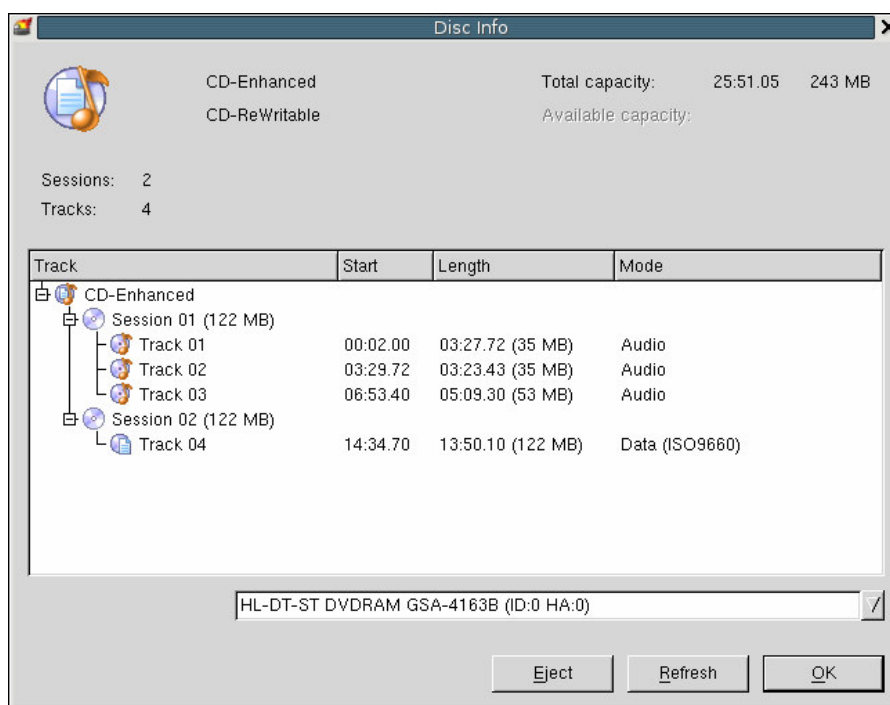 Disc Info
CD-Enhanced Total capacity: 25:51.05 243 MB
CD-ReWritable Available capacity:
Sessions: 2
Tracks: 4
Track Start Length Mode
CD-Enhanced
Session 01 (122 MB)
Track 01 00:02.00 03:27.72 (35 MB) Audio
Track 02 03:29.72 03:23.43 (35 MB) Audio
Track 03 06:53.40 05:09.30 (53 MB) Audio
Session 02 (122 MB)
Track 04 14:34.70 13:50.10 (122 MB) Data (ISO9660)
HL-DT-ST DVDRAM GSA-4163B (ID:0 HA:0)
Eject Refresh OK